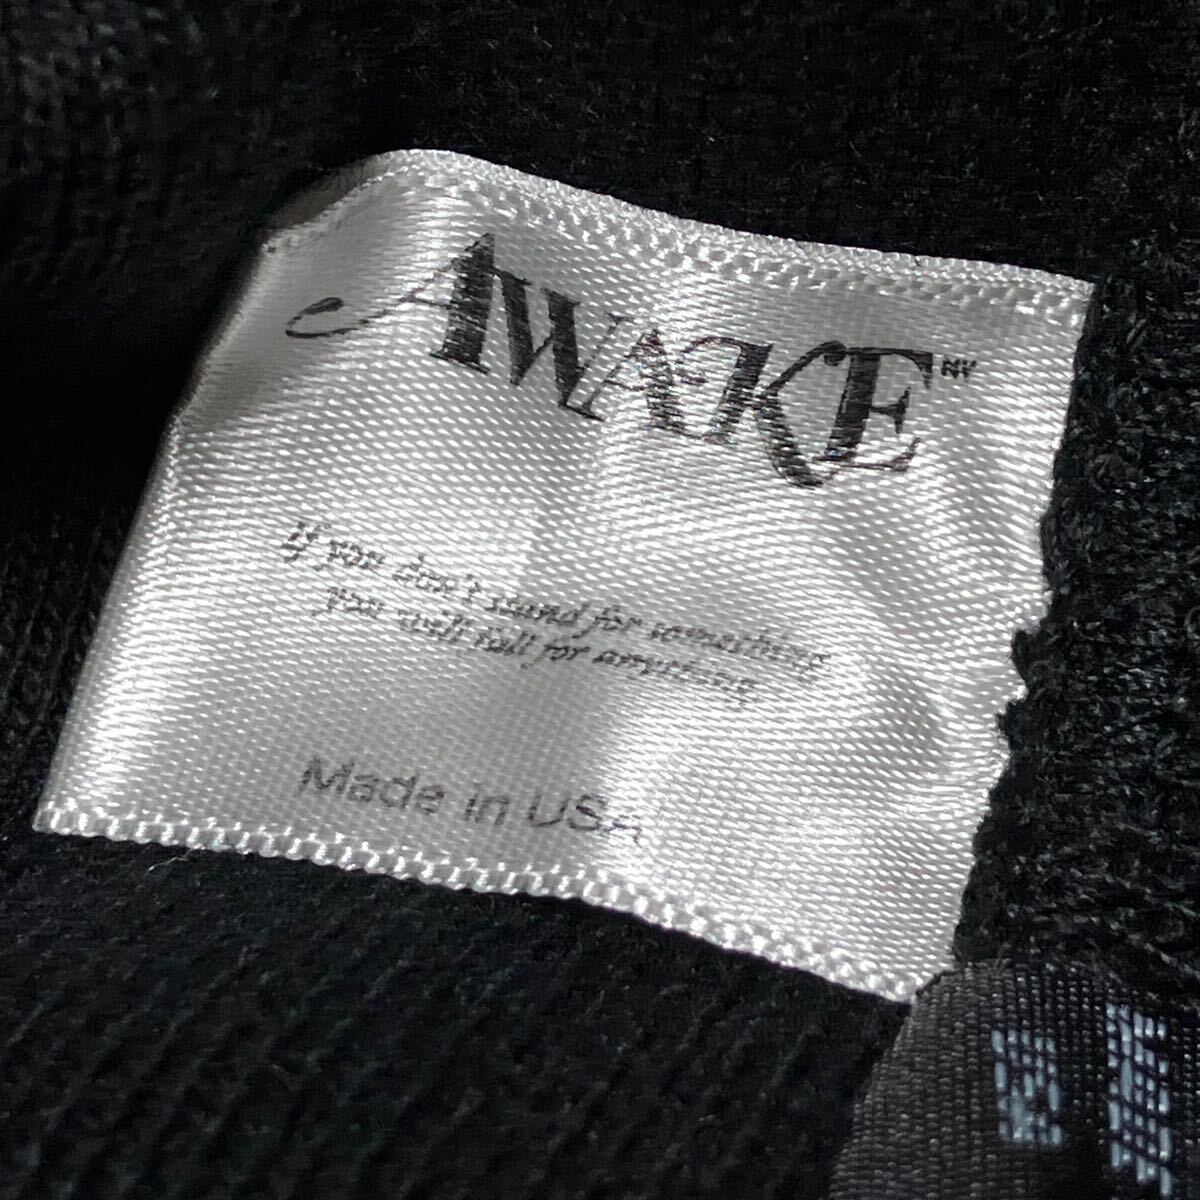 AWAKE NY
If you don't stand for something
you will fall for anything
Made in USA